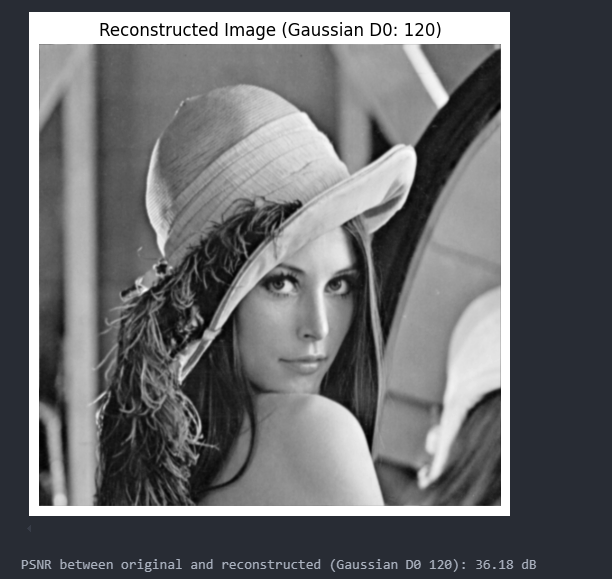 Reconstructed Image (Gaussian D0: 120)
PSNR between original and reconstructed (Gaussian D0 120): 36.18 dB